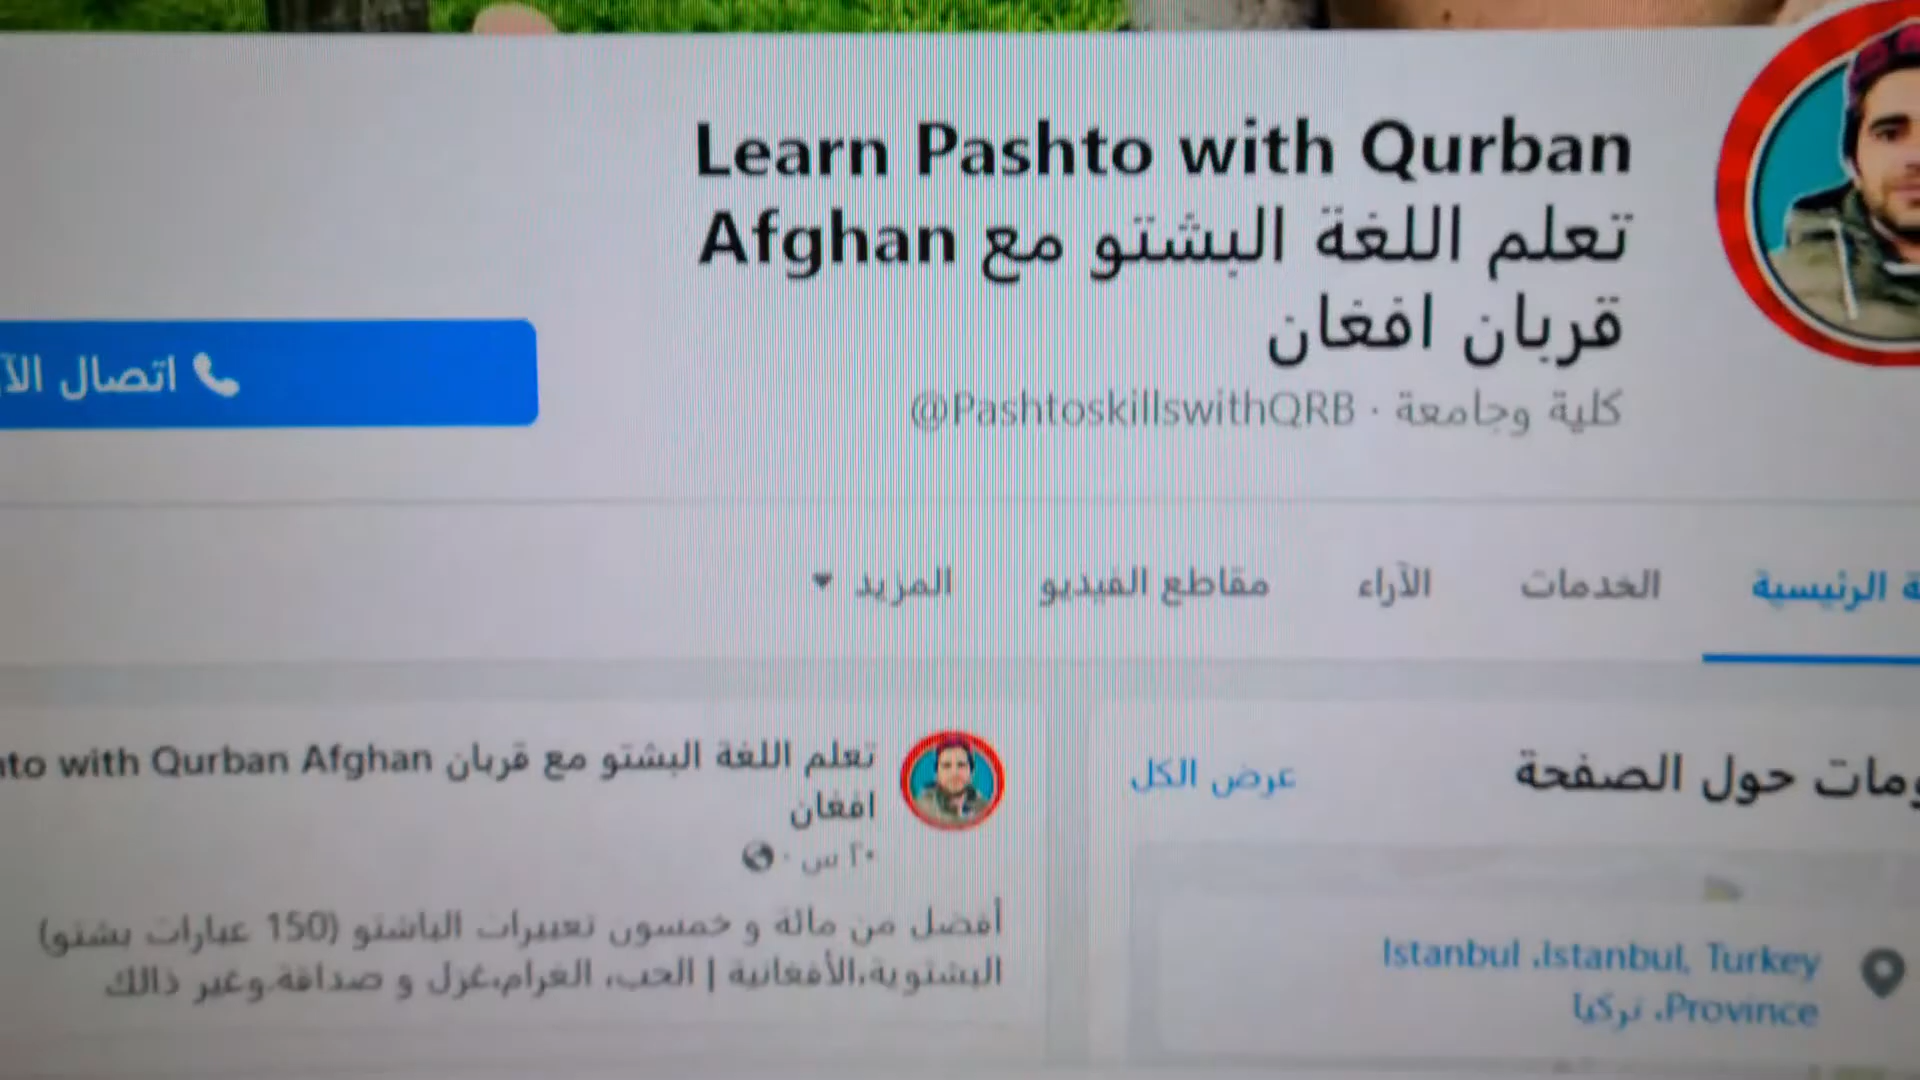 Learn Pashto with Qurban
Afghan تعلم اللغة البشتو مع
قربان افغان
@PashtoskillswithQRB · كلية وجامعة
اتصال
الرئيسية
الخدمات
الآراء
مقاطع الفيديو
المزيد
with Qurban Afghan تعلم اللغة البشتو مع قربان
افغان
٢٠ س ·
أفضل من مائة و خمسون تعبيرات الباشتو (150 عبارات بشتو)
البشتوية،الأفغانية | الحب، الغرام،غزل و صداقة.وغير ذالك
حول الصفحة
عرض الكل
Istanbul ،Istanbul, Turkey
Province، تركيا